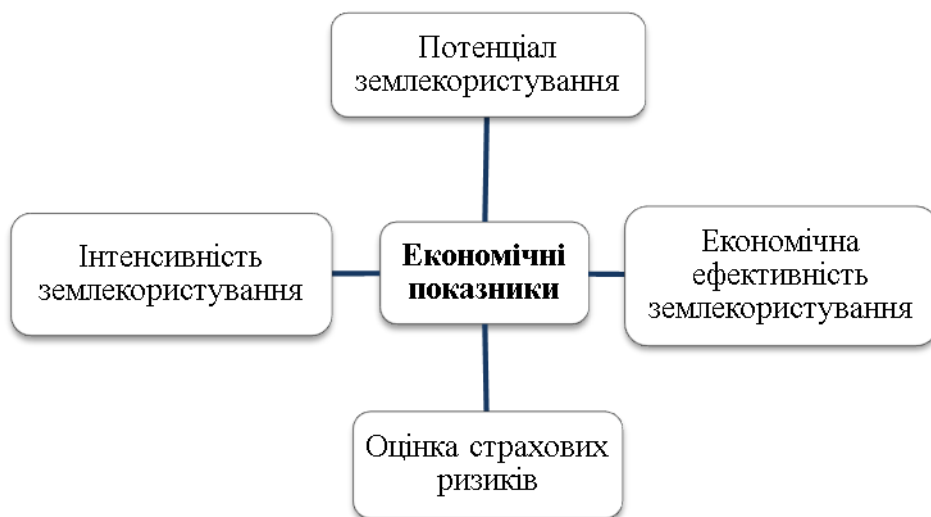 Потенціал
землекористування
Інтенсивність
землекористування
Економічні
показники
Економічна
ефективність
землекористування
Оцінка страхових
ризиків